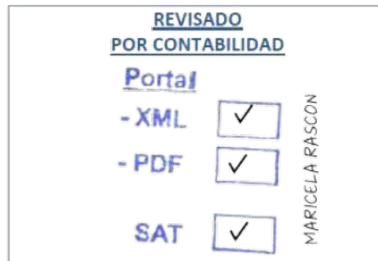 REVISADO
POR CONTABILIDAD
Portal
- XML ✓
- PDF ✓
SAT ✓
MARICELA RASCON